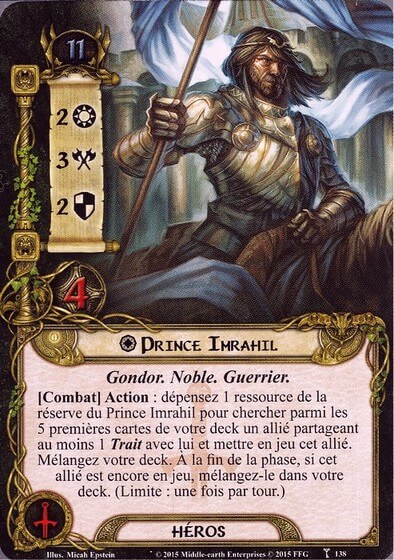 11
2
3
2
4
Prince Imrahil
Gondor. Noble. Guerrier.
[Combat] Action : dépensez 1 ressource de la
réserve du Prince Imrahil pour chercher parmi les
5 premières cartes de votre deck un allié partageant
au moins 1 Trait avec lui et mettre en jeu cet allié.
Mélangez votre deck. À la fin de la phase, si cet
allié est encore en jeu, mélangez-le dans votre
deck. (Limite : une fois par tour.)
HÉROS
Illus. Micah Epstein © 2015 Middle-earth Enterprises © 2015 FFG 138